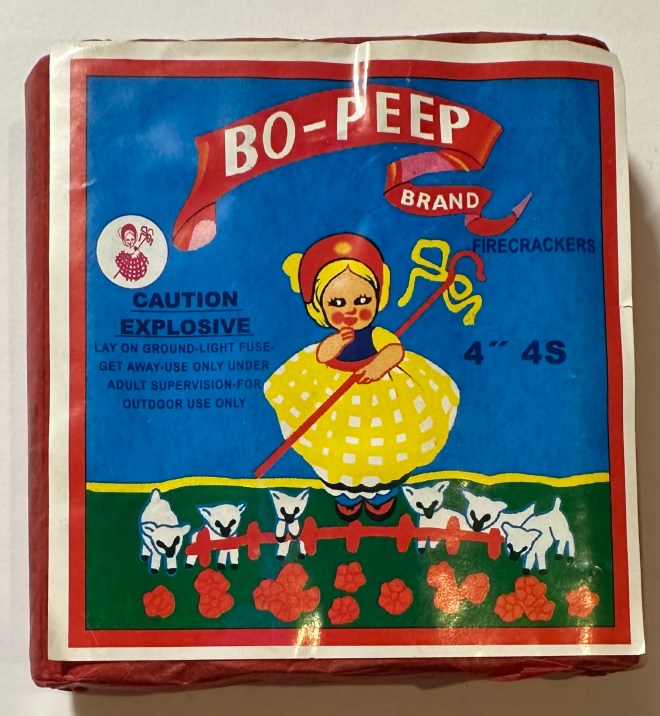 BO-PEEP
BRAND
FIRECRACKERS
CAUTION
EXPLOSIVE
LAY ON GROUND-LIGHT FUSE-
GET AWAY-USE ONLY UNDER
ADULT SUPERVISION-FOR
OUTDOOR USE ONLY
4″ 4S